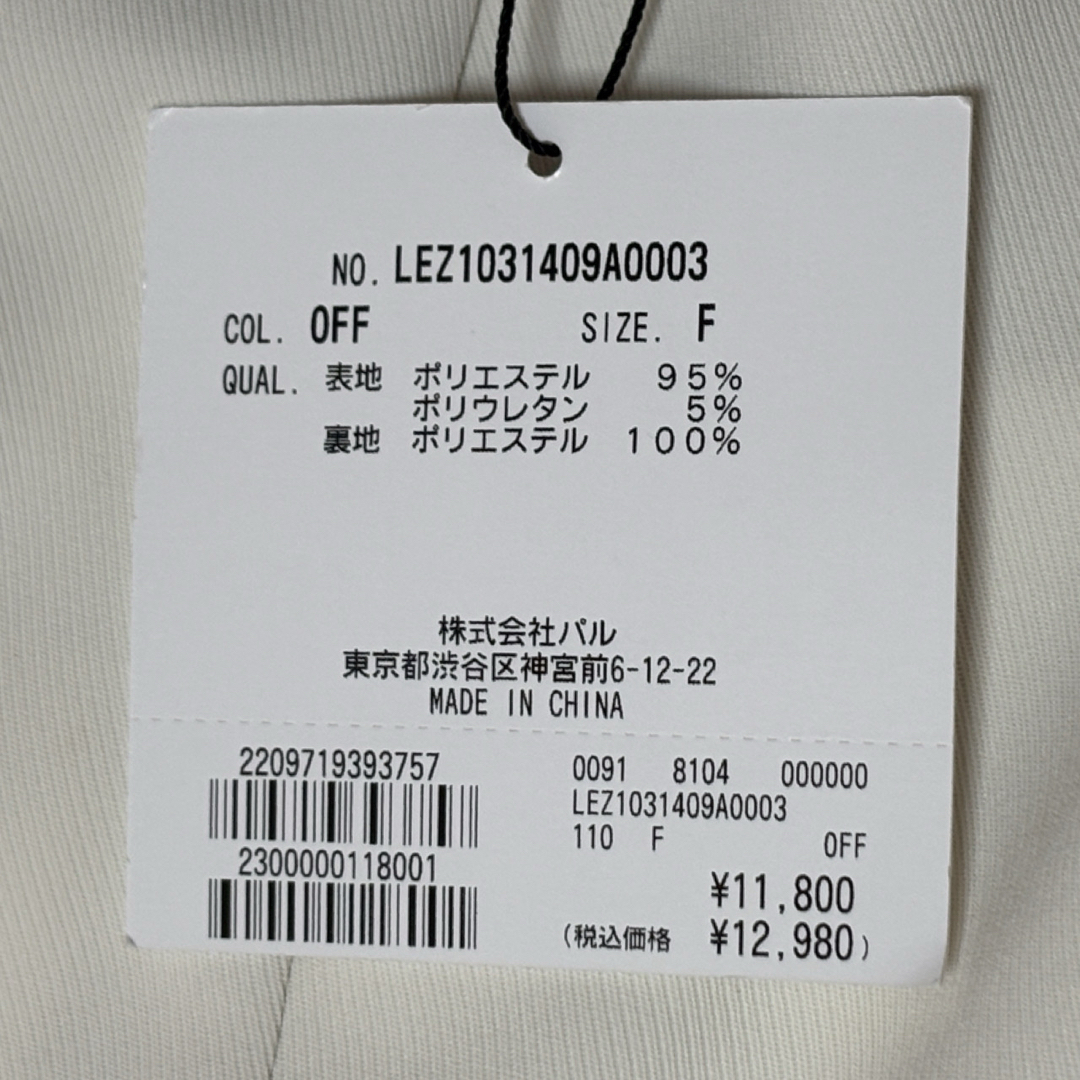 NO. LEZ1031409A0003
COL. OFF SIZE. F
QUAL. 表地 ポリエステル 95%
ポリウレタン 5%
裏地 ポリエステル 100%
株式会社パル
東京都渋谷区神宮前6-12-22
MADE IN CHINA
2209719393757
2300000118001
0091 8104 000000
LEZ1031409A0003
110 F OFF
¥11,800
(税込価格 ¥12,980)